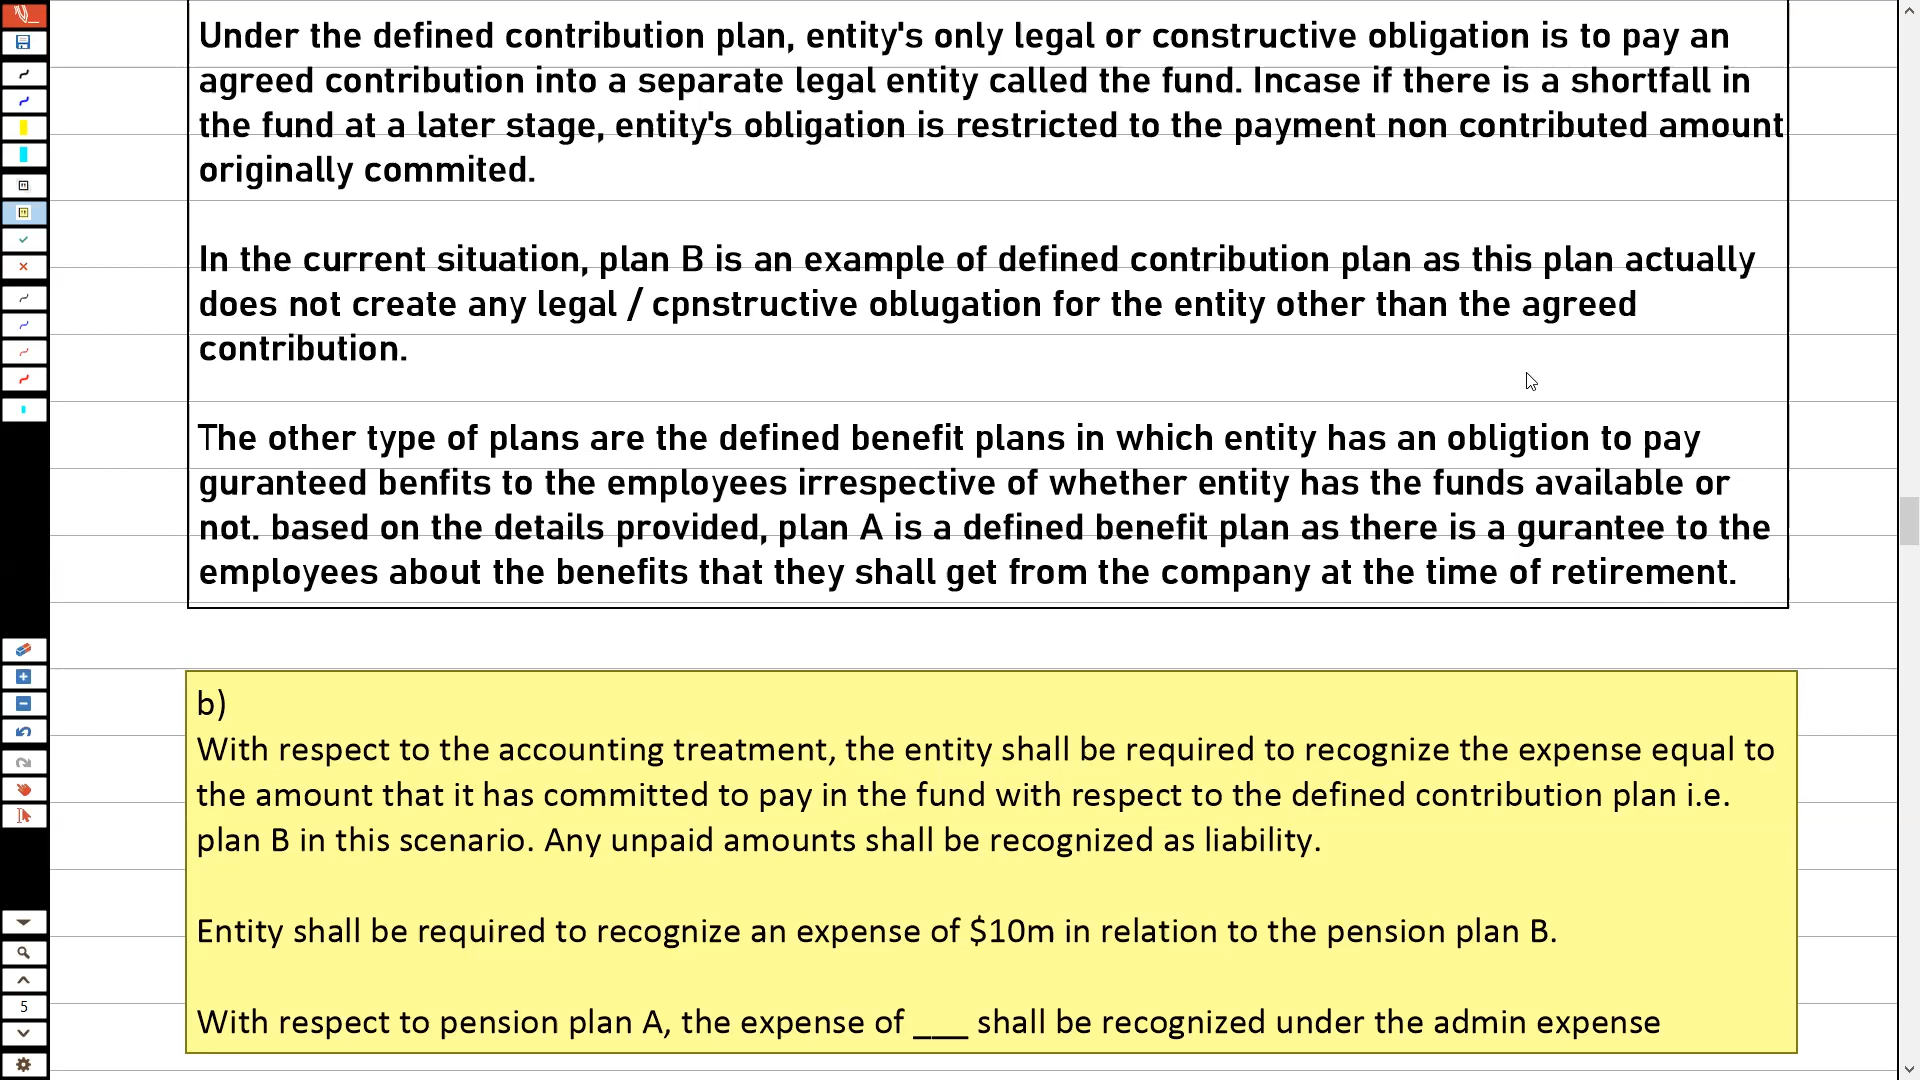 Under the defined contribution plan, entity's only legal or constructive obligation is to pay an
agreed contribution into a separate legal entity called the fund. Incase if there is a shortfall in
the fund at a later stage, entity's obligation is restricted to the payment non contributed amount
originally commited.
In the current situation, plan B is an example of defined contribution plan as this plan actually
does not create any legal / cpnstructive oblugation for the entity other than the agreed
contribution.
The other type of plans are the defined benefit plans in which entity has an obligtion to pay
guranteed benfits to the employees irrespective of whether entity has the funds available or
not. based on the details provided, plan A is a defined benefit plan as there is a gurantee to the
employees about the benefits that they shall get from the company at the time of retirement.
b)
With respect to the accounting treatment, the entity shall be required to recognize the expense equal to
the amount that it has committed to pay in the fund with respect to the defined contribution plan i.e.
plan B in this scenario. Any unpaid amounts shall be recognized as liability.
Entity shall be required to recognize an expense of $10m in relation to the pension plan B.
With respect to pension plan A, the expense of ___ shall be recognized under the admin expense
5